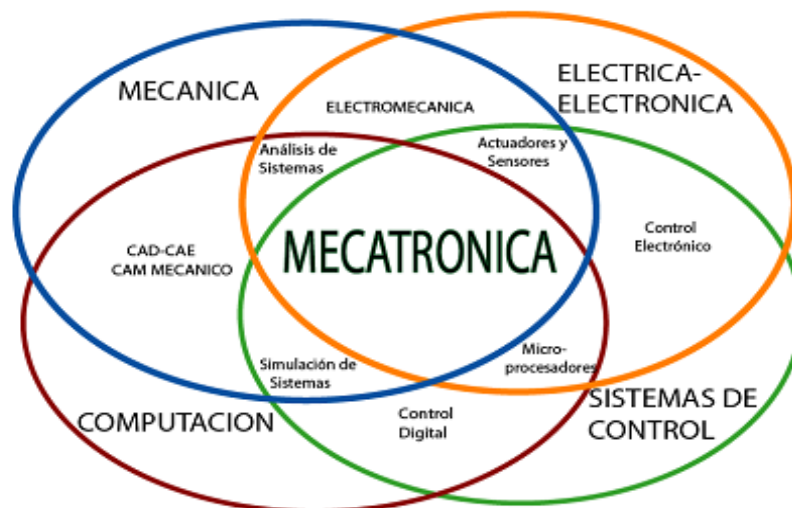 MECANICA
ELECTRICA-
ELECTRONICA
ELECTROMECANICA
Análisis de
Sistemas
Actuadores y
Sensores
Control
Electrónico
CAD-CAE
CAM MECANICO
MECATRONICA
Simulación de
Sistemas
Micro-
procesadores
COMPUTACION
Control
Digital
SISTEMAS DE
CONTROL